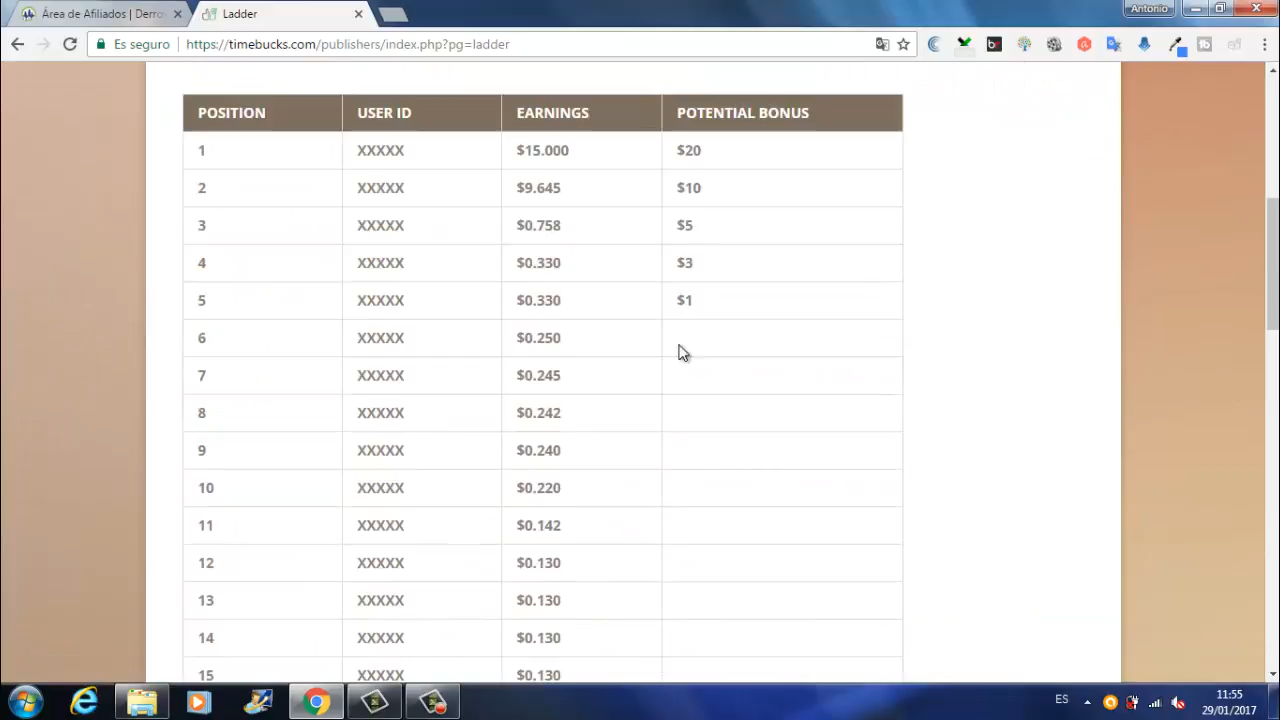 Área de Afiliados | Derro
Ladder
Antonio
Es seguro
https://timebucks.com/publishers/index.php?pg=ladder
POSITION USER ID EARNINGS POTENTIAL BONUS
1 XXXXX $15.000 $20
2 XXXXX $9.645 $10
3 XXXXX $0.758 $5
4 XXXXX $0.330 $3
5 XXXXX $0.330 $1
6 XXXXX $0.250
7 XXXXX $0.245
8 XXXXX $0.242
9 XXXXX $0.240
10 XXXXX $0.220
11 XXXXX $0.142
12 XXXXX $0.130
13 XXXXX $0.130
14 XXXXX $0.130
15 XXXXX $0.130
ES
11:55
29/01/2017